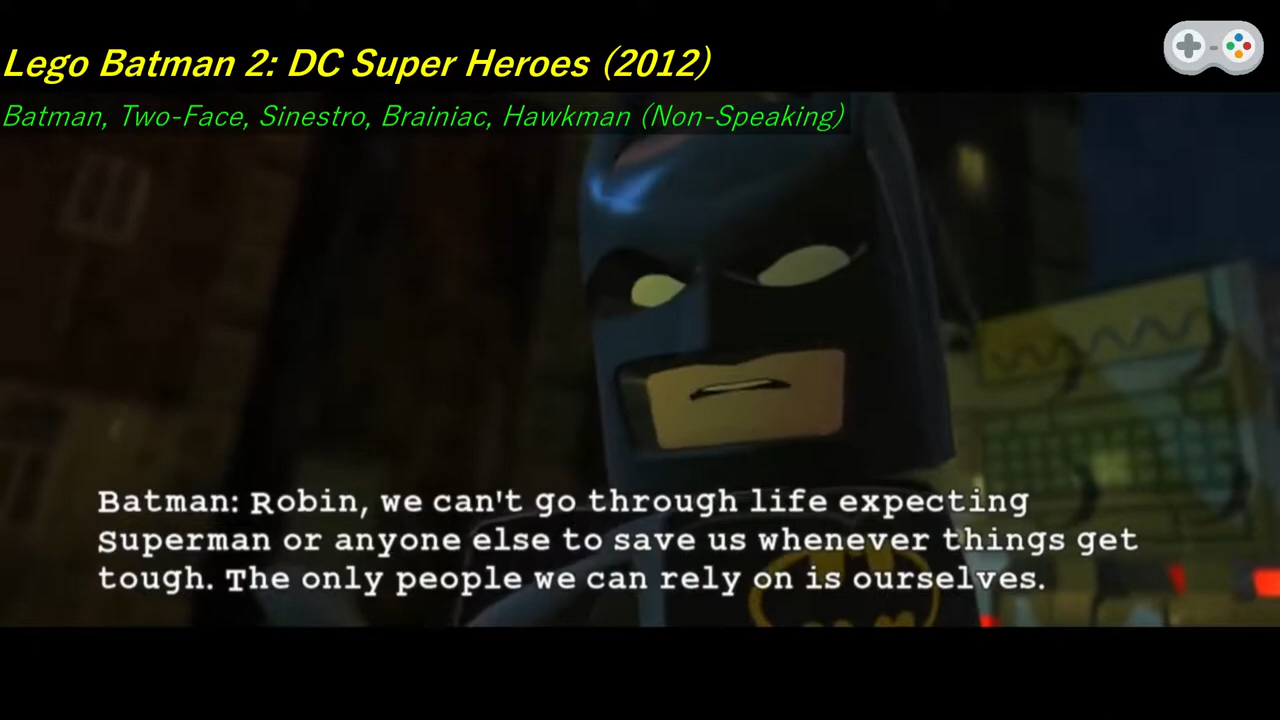 Lego Batman 2: DC Super Heroes (2012)
Batman, Two-Face, Sinestro, Brainiac, Hawkman (Non-Speaking)
Batman: Robin, we can't go through life expecting
Superman or anyone else to save us whenever things get
tough. The only people we can rely on is ourselves.